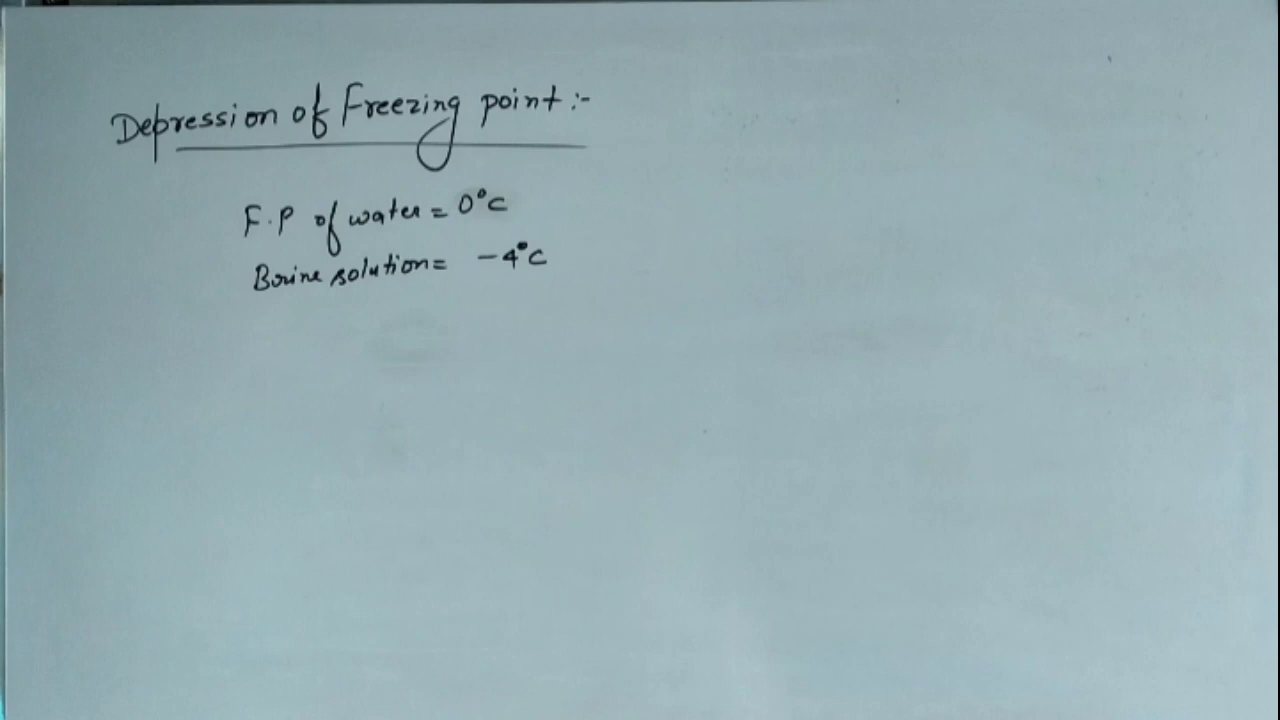 Depression of Freezing point :-
F.P of water = 0°C
Brine solution = -4°C